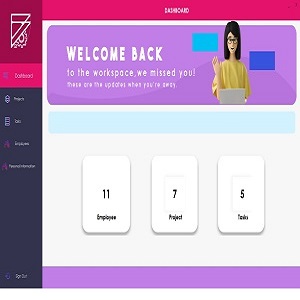 DASHBOARD
WELCOME BACK
to the workspace,we missed you!
these are the updates when you're away.
Dashboard
Projects
Tasks
Employees
Personal Information
Sign Out
11
Employee
7
Project
5
Tasks